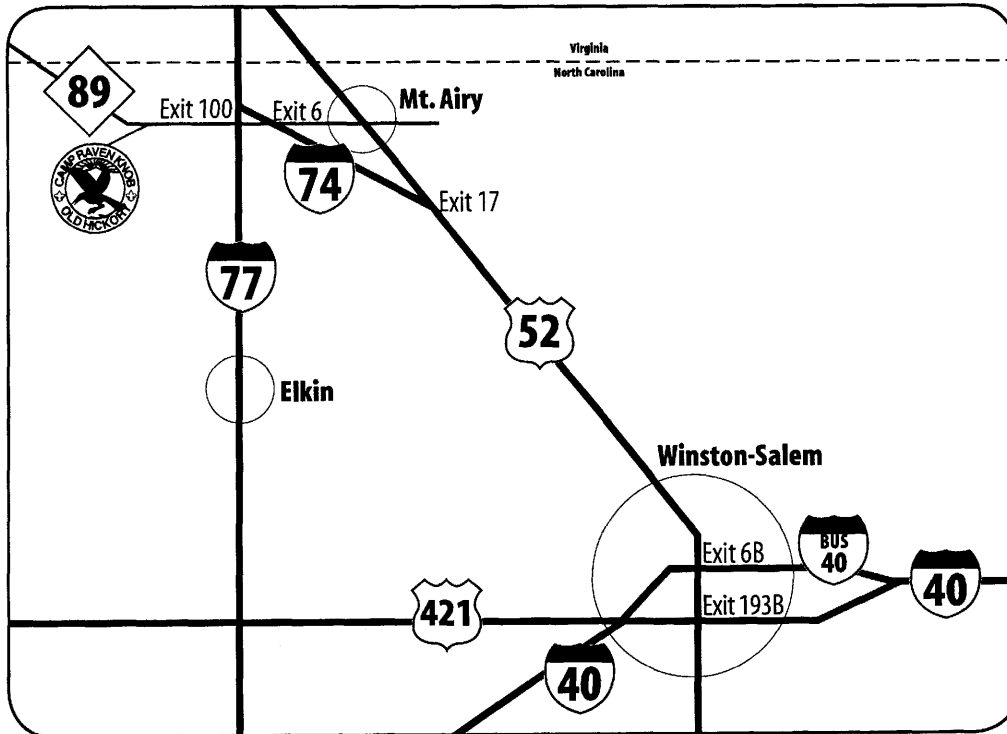 Virginia
North Carolina
89
Exit 100
Exit 6
Mt. Airy
CAMP RAVEN KNOB
OLD HICKORY
74
Exit 17
77
52
Elkin
Winston-Salem
Exit 6B
BUS
40
40
421
Exit 193B
40